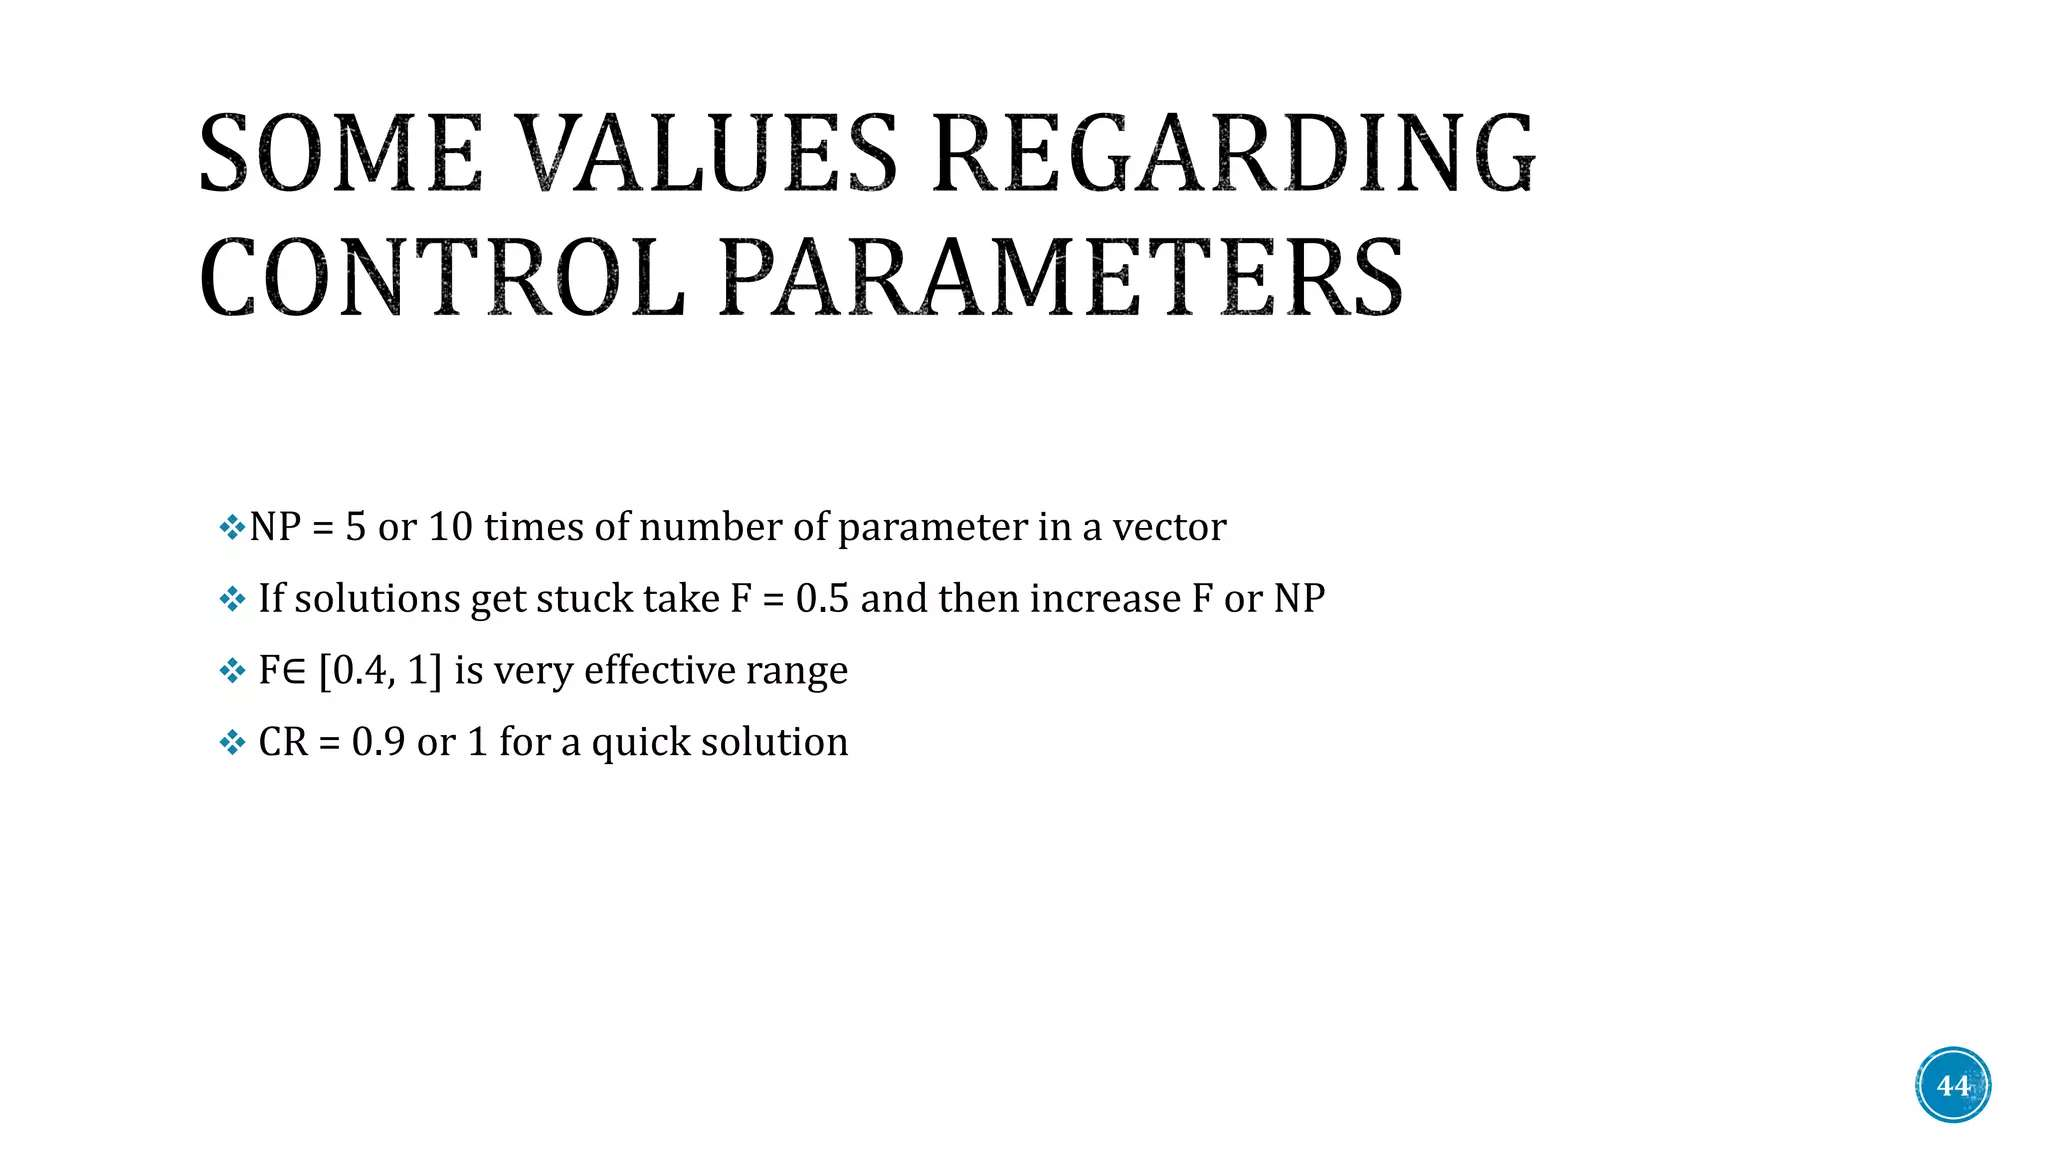 SOME VALUES REGARDING
CONTROL PARAMETERS
❖NP = 5 or 10 times of number of parameter in a vector
❖ If solutions get stuck take F = 0.5 and then increase F or NP
❖ F∈ [0.4, 1] is very effective range
❖ CR = 0.9 or 1 for a quick solution
44